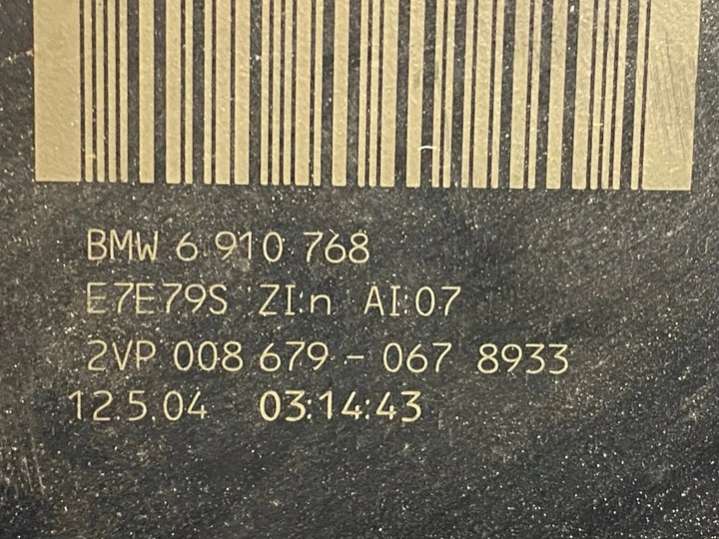 BMW 6 910 768
E7E79S ZI:n AI:07
2VP 008 679 - 067 8933
12.5.04 03:14:43